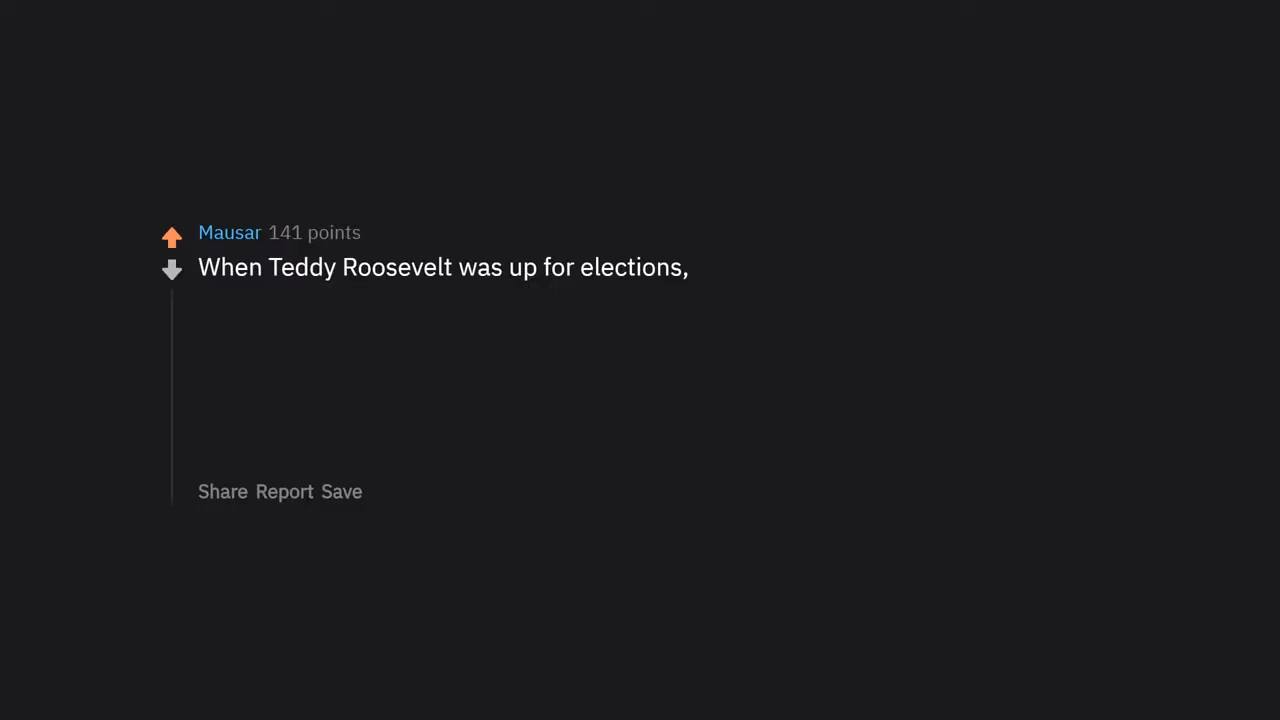 Mausar 141 points
When Teddy Roosevelt was up for elections,
Share Report Save